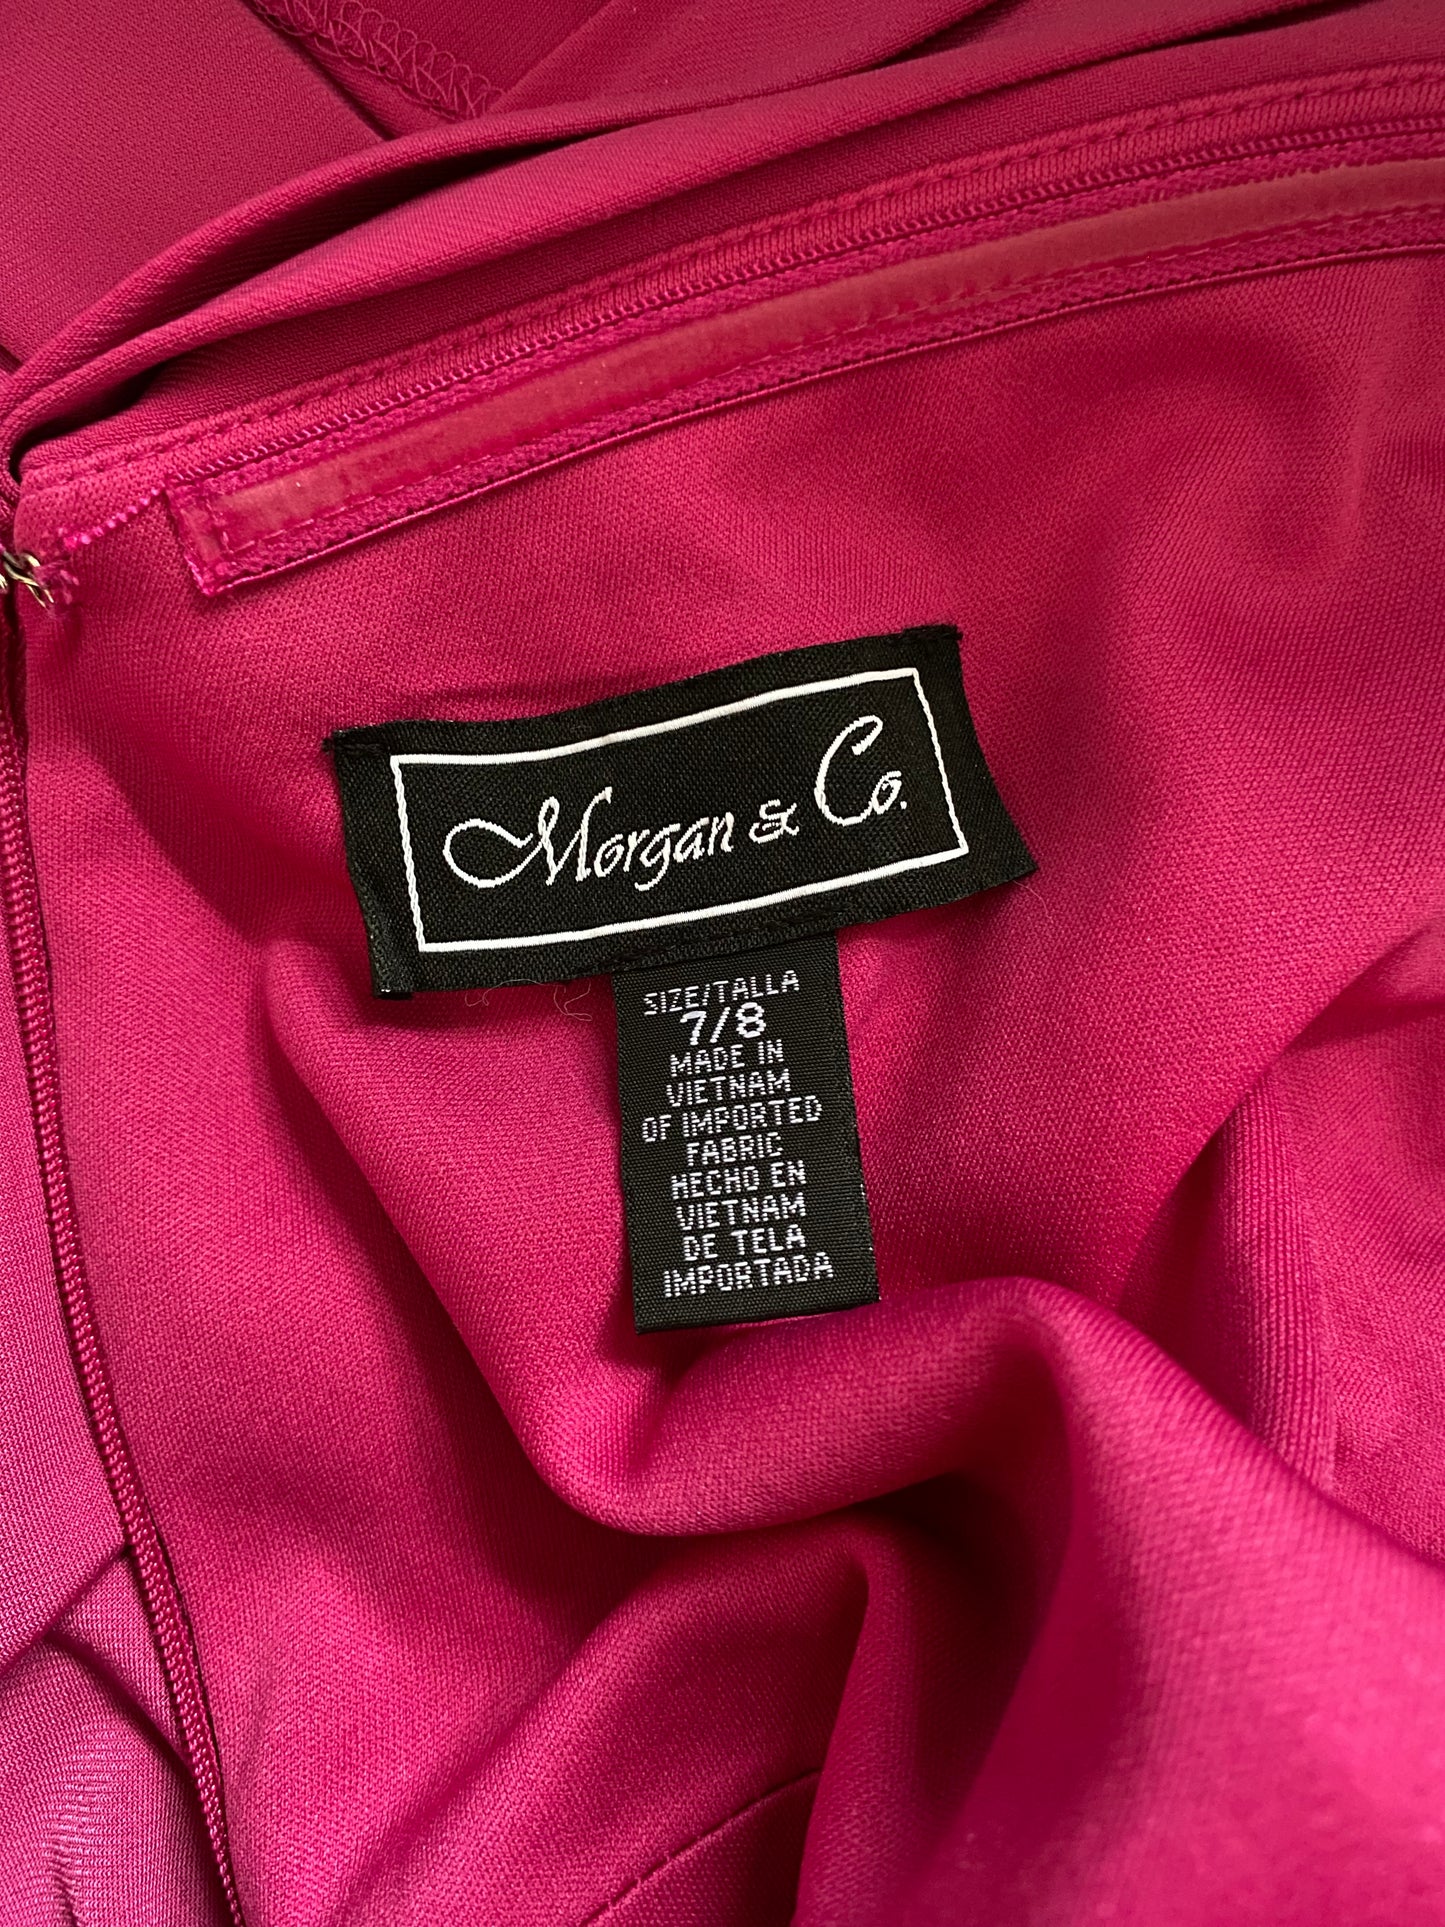 Morgan & Co.
SIZE/TALLA
7/8
MADE IN
VIETNAM
OF IMPORTED
FABRIC
HECHO EN
VIETNAM
DE TELA
IMPORTADA